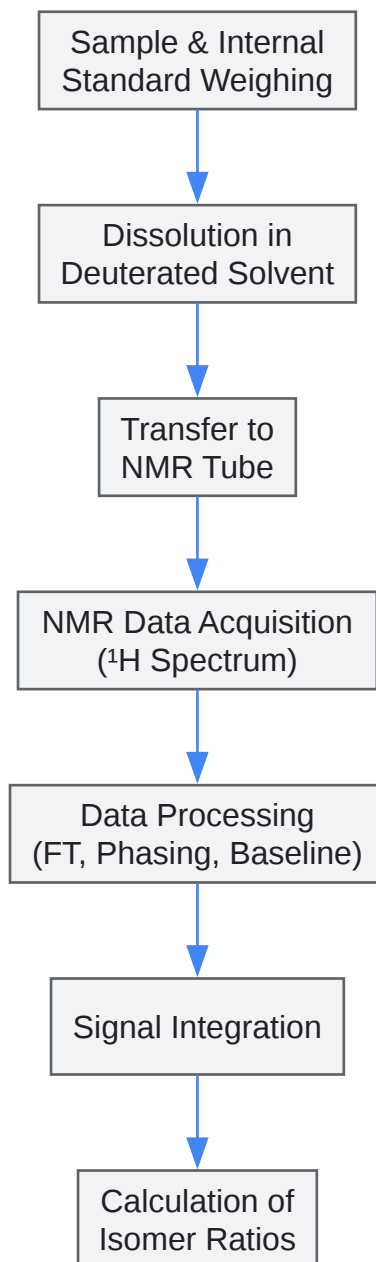 Sample & Internal
Standard Weighing
Dissolution in
Deuterated Solvent
Transfer to
NMR Tube
NMR Data Acquisition
(¹H Spectrum)
Data Processing
(FT, Phasing, Baseline)
Signal Integration
Calculation of
Isomer Ratios